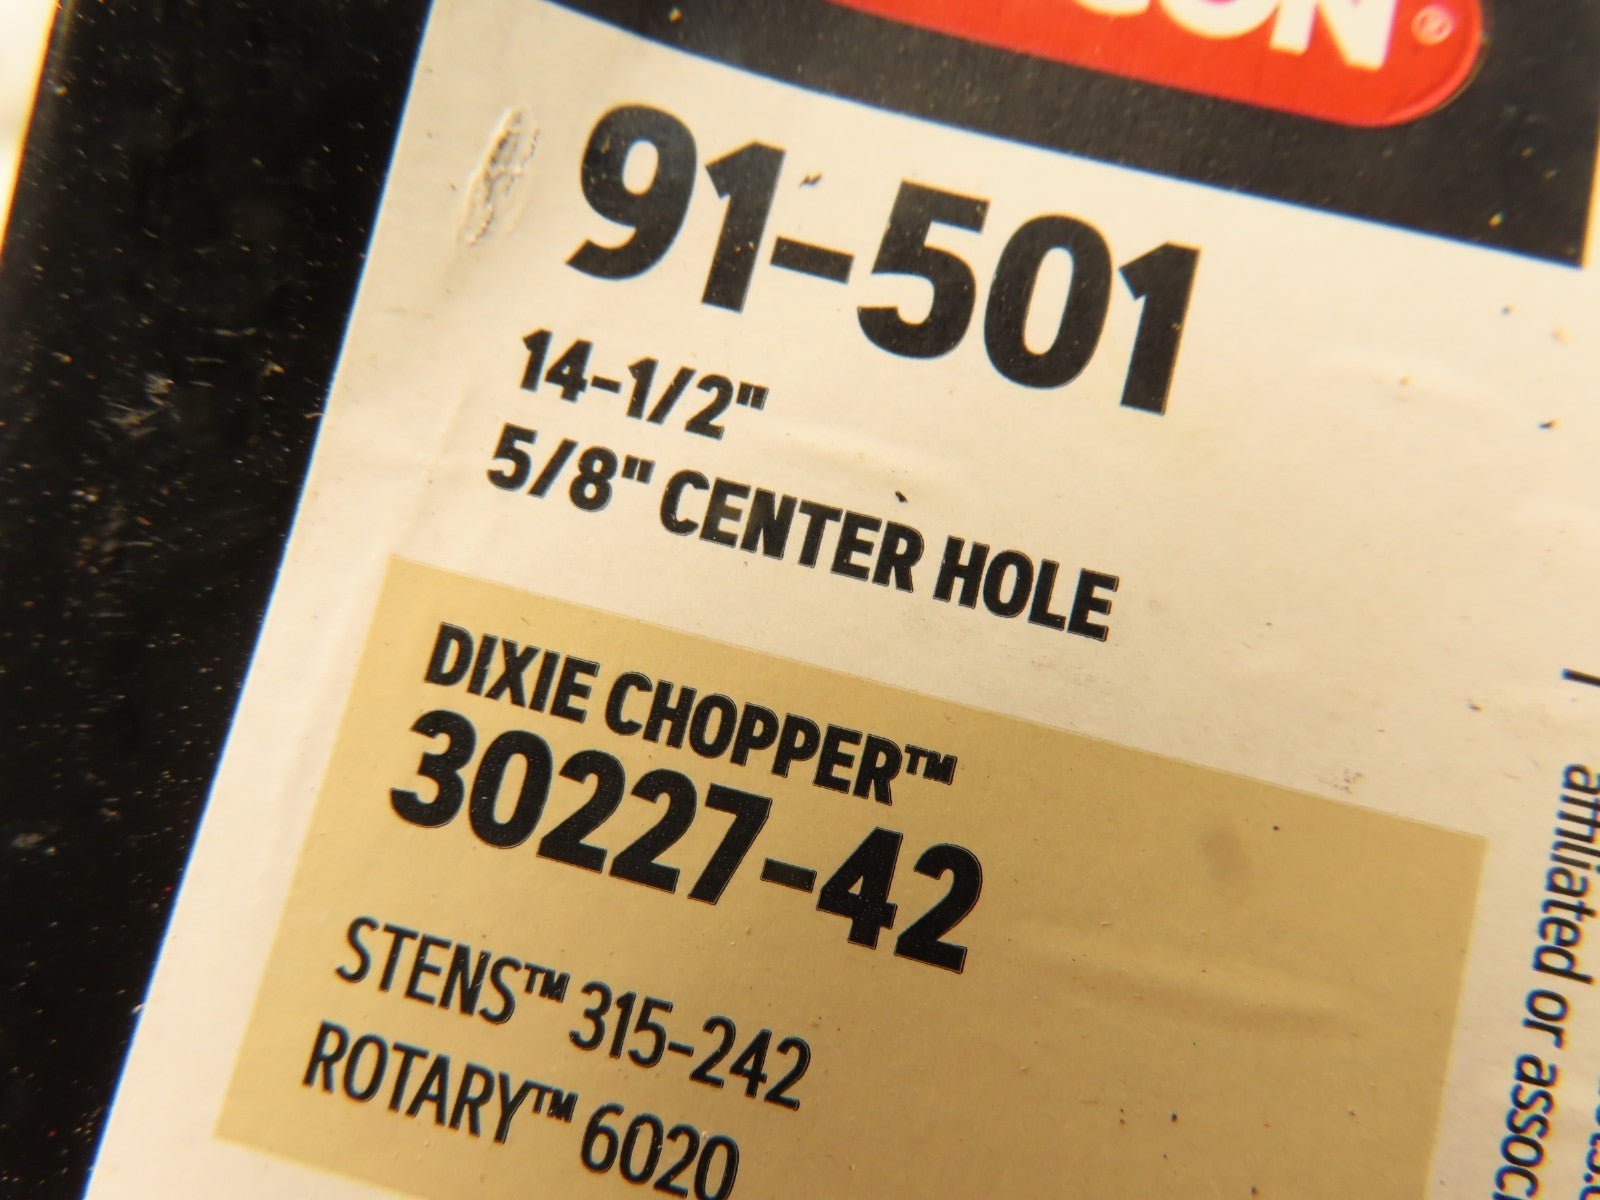 91-501
14-1/2"
5/8" CENTER HOLE
DIXIE CHOPPER™
30227-42
STENS™ 315-242
ROTARY™ 6020
affiliated or